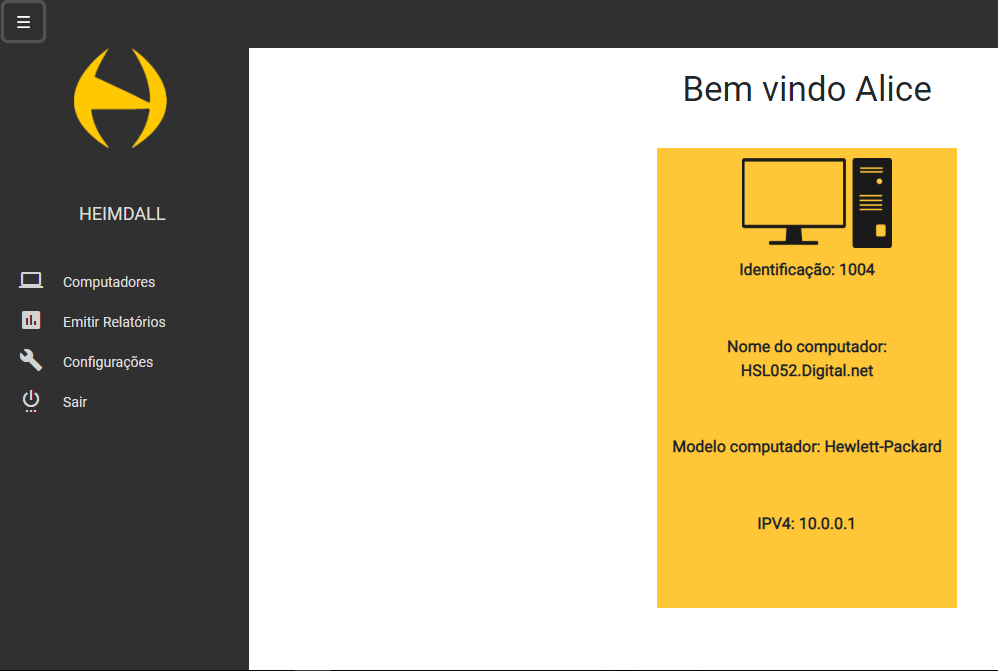 Bem vindo Alice
HEIMDALL
Computadores
Emitir Relatórios
Configurações
Sair
Identificação: 1004
Nome do computador:
HSL052.Digital.net
Modelo computador: Hewlett-Packard
IPV4: 10.0.0.1